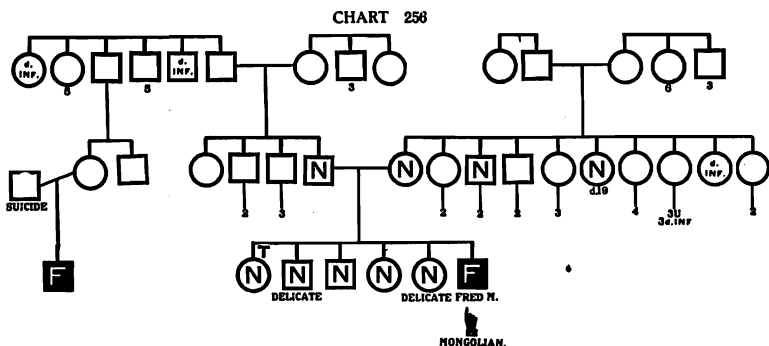 CHART 256
d. INF. d. INF.
5 5 3 6 3
N N N N d. INF.
SUICIDE 2 3 2 2 2 3 d.19 4 3U 2
3d.INF
F N T N N N N F
DELICATE DELICATE FRED M.
MONGOLIAN.